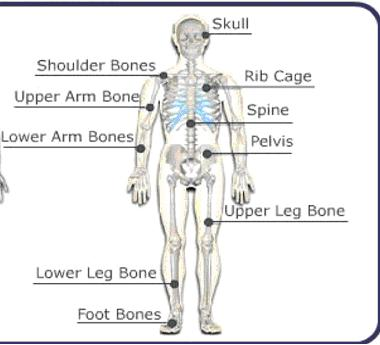 Skull
Shoulder Bones
Rib Cage
Upper Arm Bone
Spine
Lower Arm Bones
Pelvis
Upper Leg Bone
Lower Leg Bone
Foot Bones